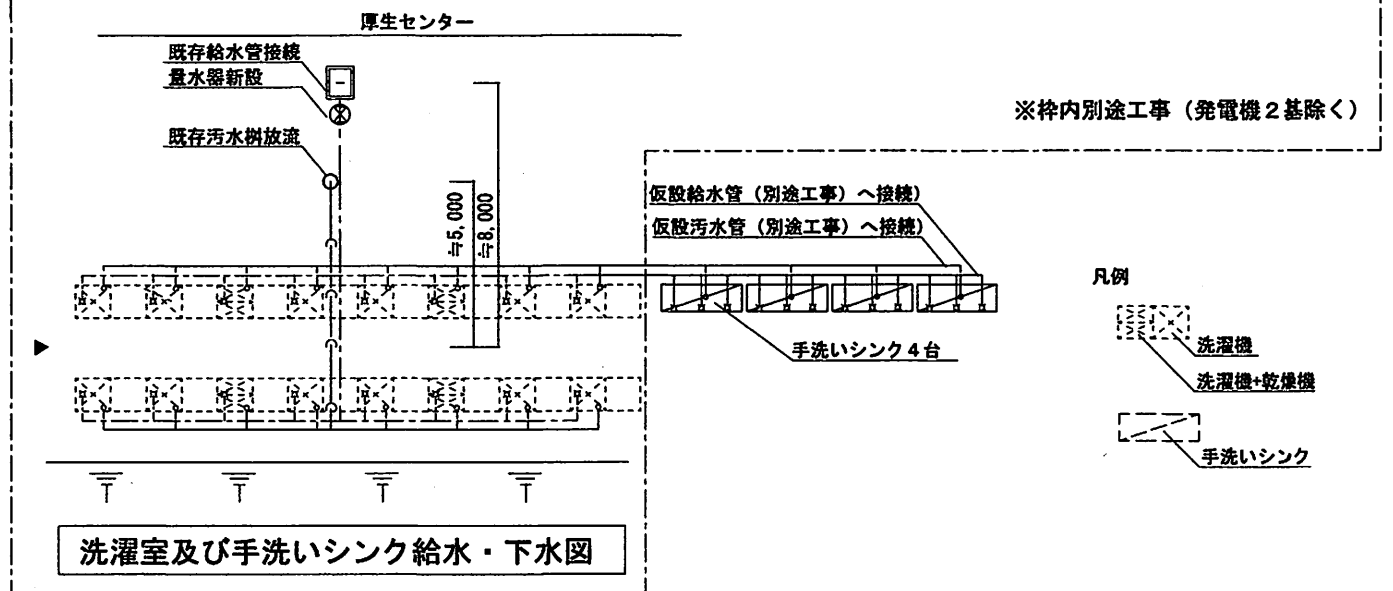 厚生センター
既存給水管接続
量水器新設
既存汚水桝放流
※枠内別途工事（発電機２基除く）
≒5,000
≒8,000
仮設給水管（別途工事）へ接続）
仮設汚水管（別途工事）へ接続）
手洗いシンク４台
凡例
洗濯機
洗濯機+乾燥機
手洗いシンク
洗濯室及び手洗いシンク給水・下水図